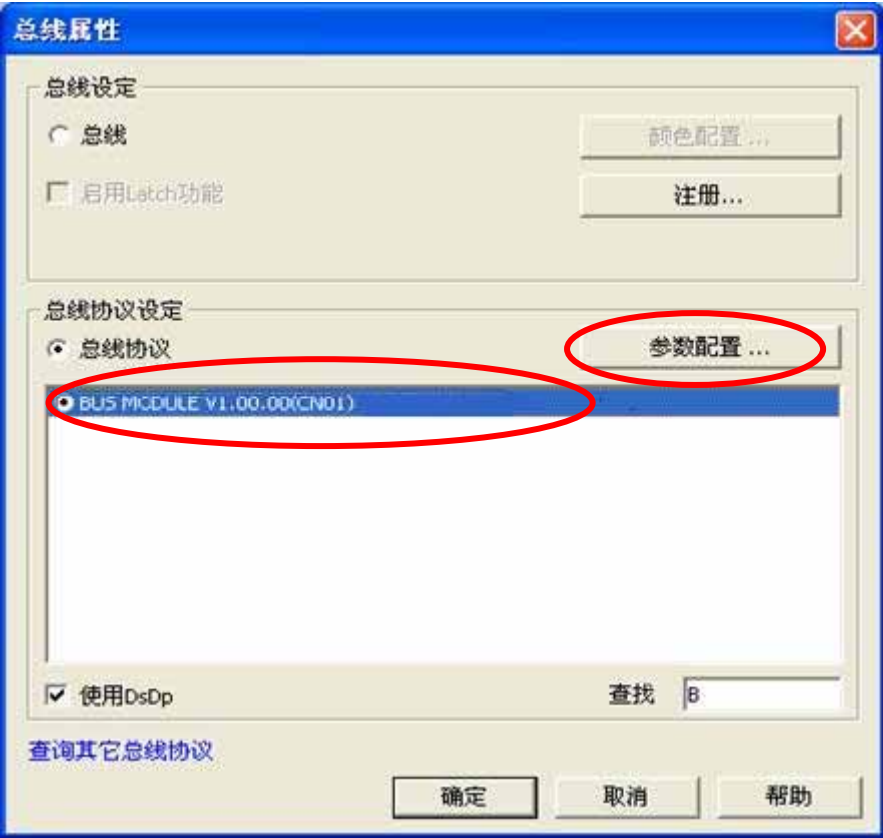 总线属性
总线设定
总线
颜色配置 ...
启用Latch功能
注册...
总线协议设定
总线协议
参数配置 ...
BUS MODULE V1.00.00(CN01)
使用DsDp
查找 B
查询其它总线协议
确定 取消 帮助